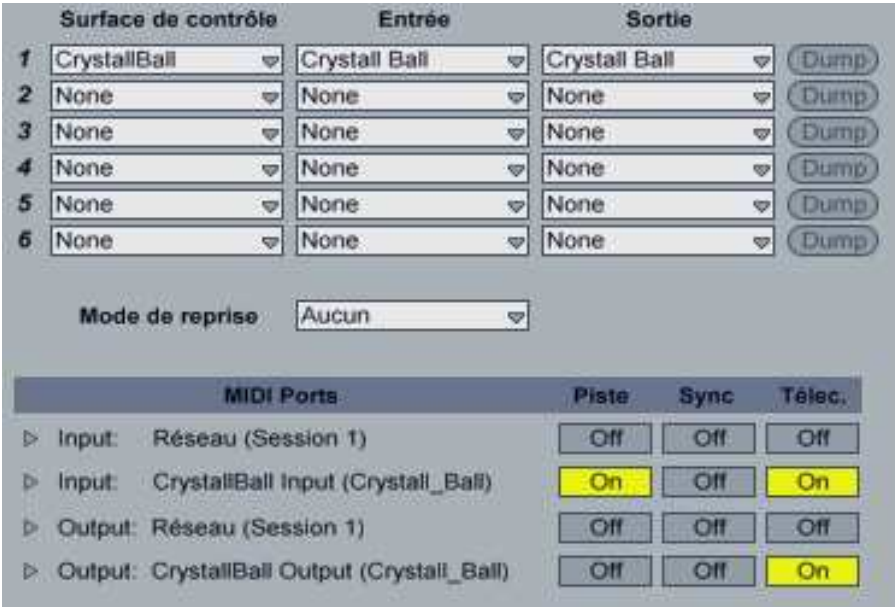 Surface de contrôle Entrée Sortie
1 CrystallBall Crystall Ball Crystall Ball Dump
2 None None None Dump
3 None None None Dump
4 None None None Dump
5 None None None Dump
6 None None None Dump
Mode de reprise Aucun
MIDI Ports Piste Sync Télec.
Input: Réseau (Session 1) Off Off Off
Input: CrystallBall Input (Crystall_Ball) On Off On
Output: Réseau (Session 1) Off Off Off
Output: CrystallBall Output (Crystall_Ball) Off Off On